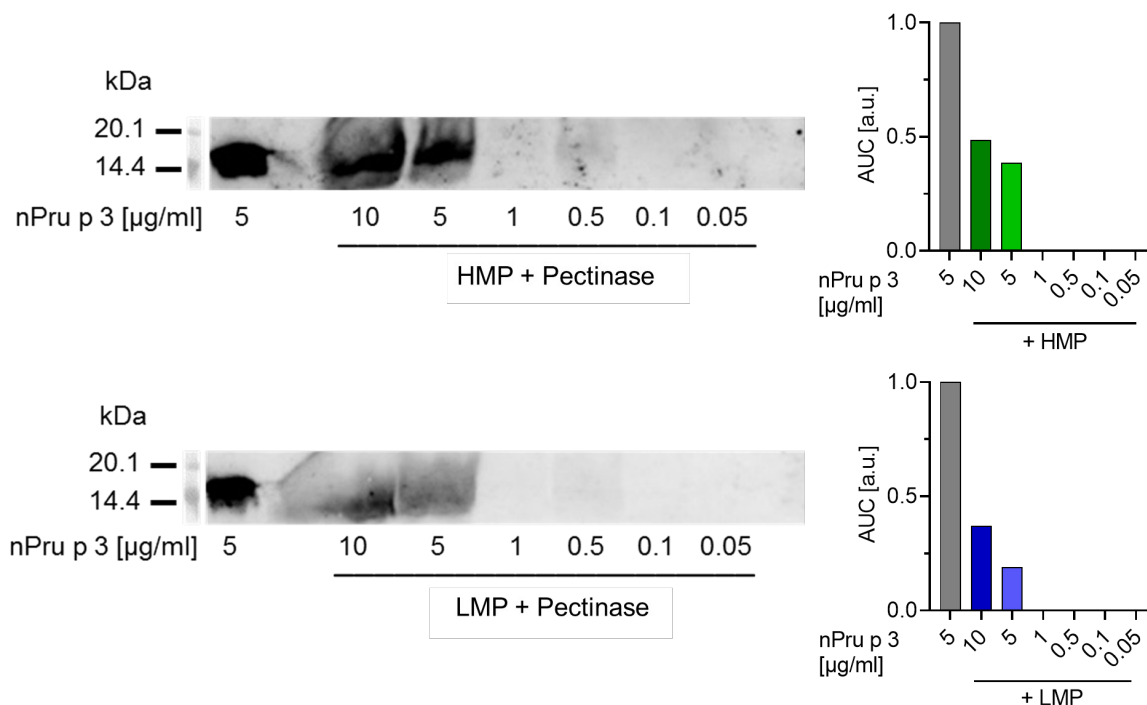 kDa
20.1
14.4
nPru p 3 [µg/ml] 5 10 5 1 0.5 0.1 0.05
HMP + Pectinase
1.0
0.5
0.0
AUC [a.u.]
nPru p 3
[µg/ml]
5 10 5 1 0.5 0.1 0.05
+ HMP
kDa
20.1
14.4
nPru p 3 [µg/ml] 5 10 5 1 0.5 0.1 0.05
LMP + Pectinase
1.0
0.5
0.0
AUC [a.u.]
nPru p 3
[µg/ml]
5 10 5 1 0.5 0.1 0.05
+ LMP